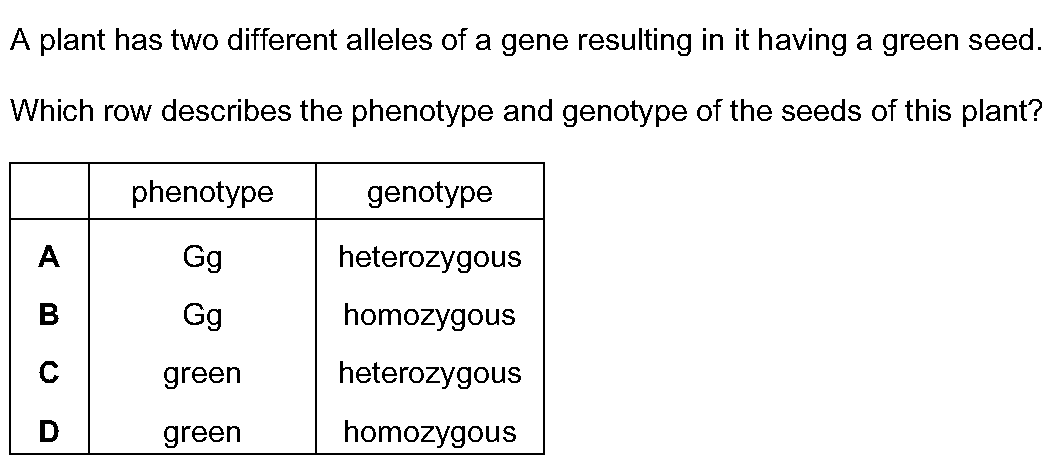 A plant has two different alleles of a gene resulting in it having a green seed.
Which row describes the phenotype and genotype of the seeds of this plant?
phenotype genotype
A Gg heterozygous
B Gg homozygous
C green heterozygous
D green homozygous